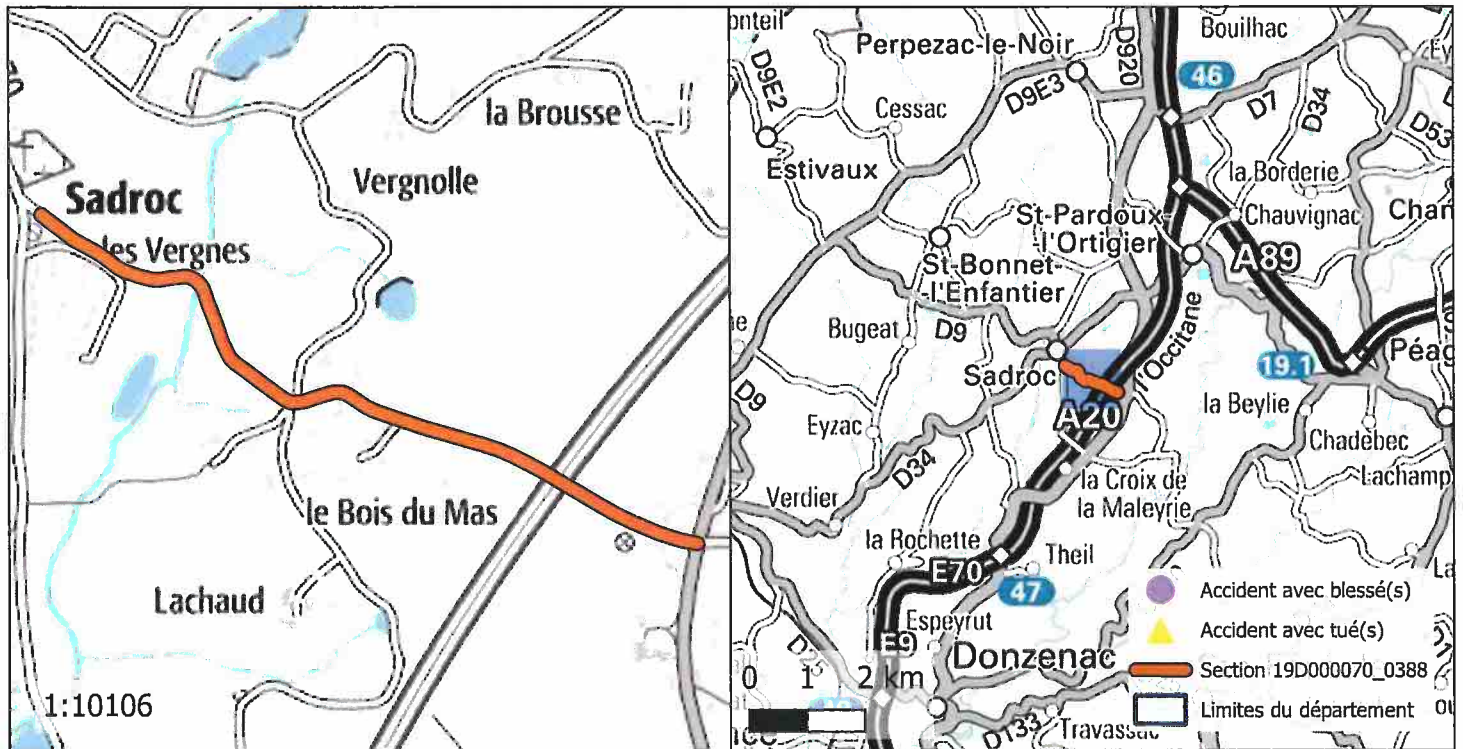 la Brousse
Vergnolle
Sadroc
les Vergnes
le Bois du Mas
Lachaud
1:10106
Bouilhac
Perpezac-le-Noir
D920
46
D9E2
D9E3
Cessac
D7
D34
D53
Estivaux
la Borderie
St-Pardoux-
-l'Ortigier
Chauvignac
A89
St-Bonnet-
-l'Enfantier
D9
Bugeat
l'Occitane
19.1
Sadroc
D9
A20
la Beylie
Eyzac
Chadebec
D34
Lachamp
la Croix de
la Maleyrie
Verdier
la Rochette
Theil
E70
47
Espeyrut
E9
D25
Donzenac
0 1 2 km
D133
Travassac
Accident avec blessé(s)
Accident avec tué(s)
Section 19D000070_0388
Limites du département